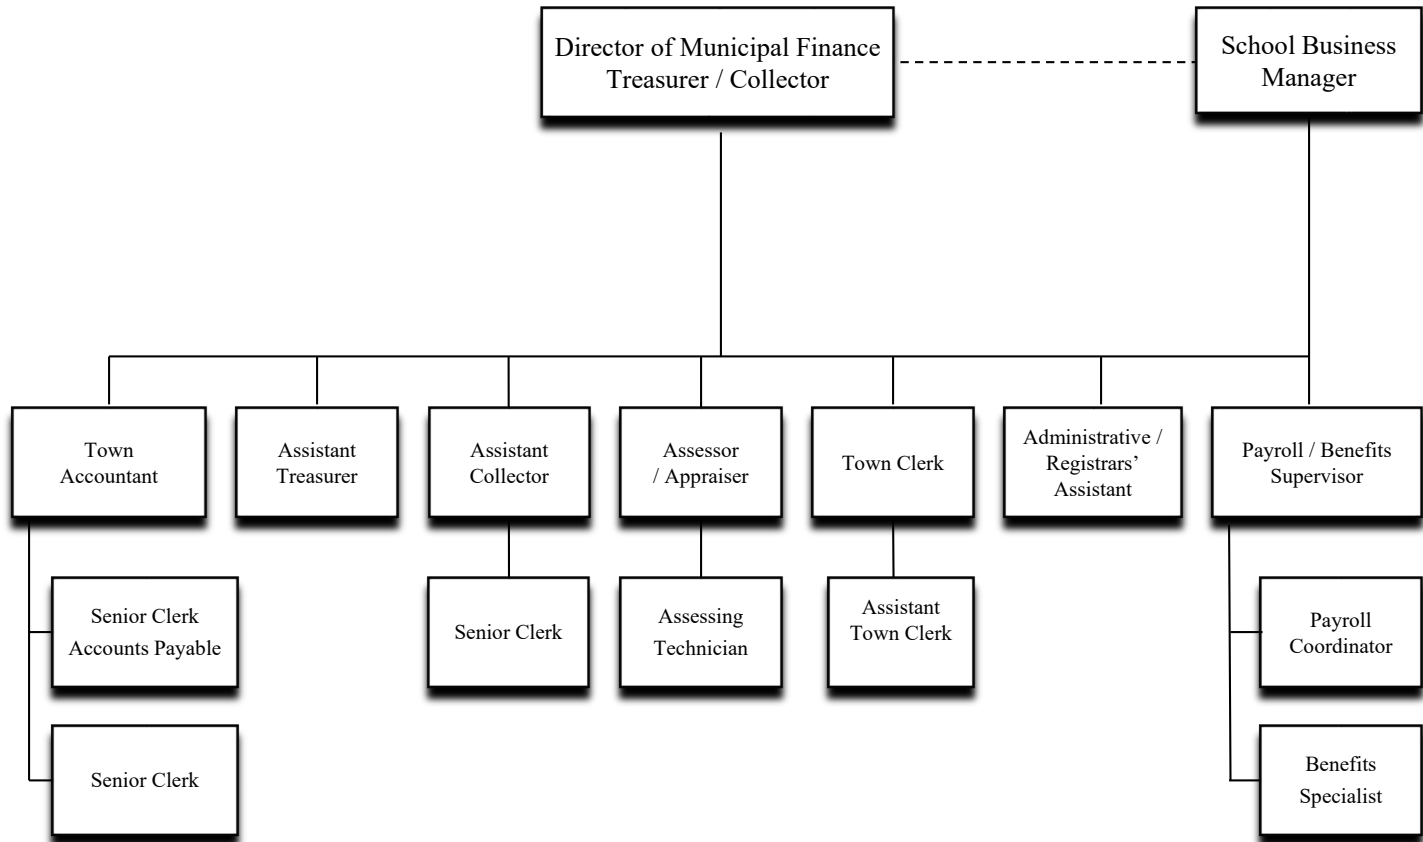 Director of Municipal Finance
Treasurer / Collector
School Business
Manager
Town
Accountant
Assistant
Treasurer
Assistant
Collector
Assessor
/ Appraiser
Town Clerk
Administrative /
Registrars’
Assistant
Payroll / Benefits
Supervisor
Senior Clerk
Accounts Payable
Senior Clerk
Assessing
Technician
Assistant
Town Clerk
Payroll
Coordinator
Senior Clerk
Benefits
Specialist